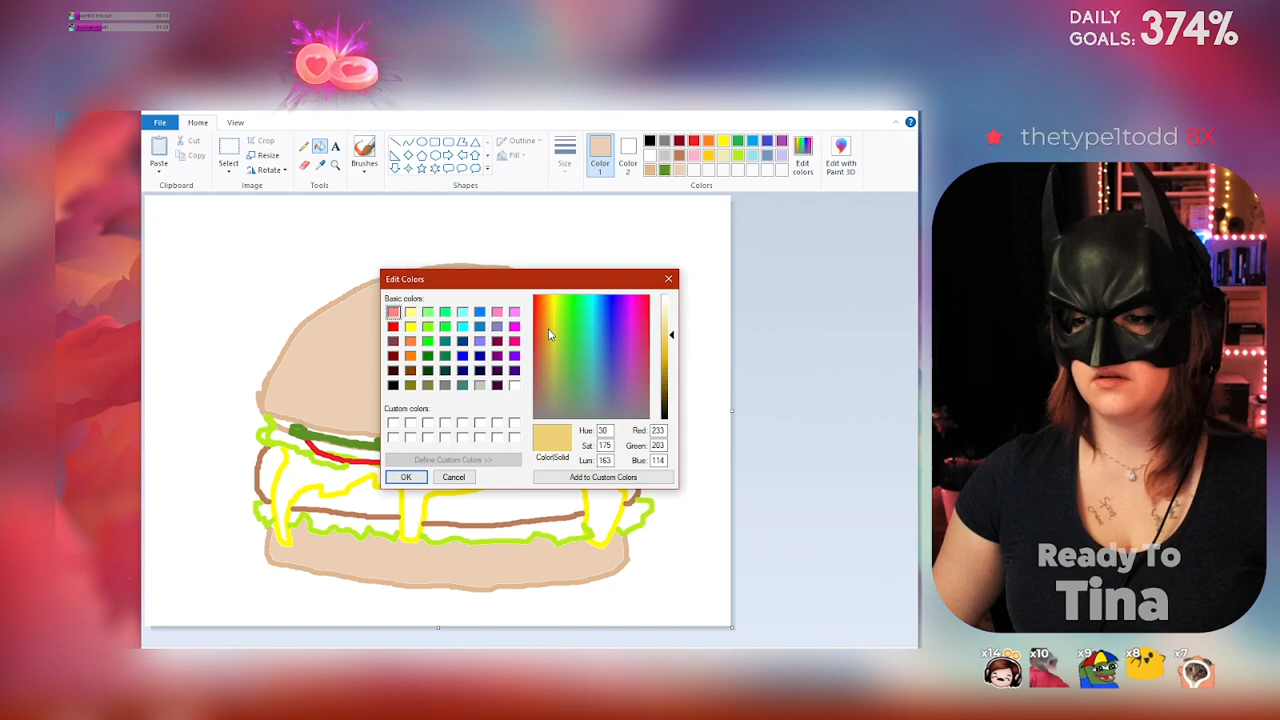 DAILY
GOALS: 374%
thetype1todd 8X
File
Home
View
Paste
Cut
Copy
Clipboard
Select
Crop
Resize
Rotate
Image
A
Tools
Brushes
Shapes
Outline
Fill
Size
Color
1
Color
2
Edit
colors
Colors
Edit with
Paint 3D
Edit Colors
Basic colors:
Custom colors:
Define Custom Colors >>
OK
Cancel
Color|Solid
Hue: 30
Sat: 175
Lum: 163
Red: 233
Green: 203
Blue: 114
Add to Custom Colors
Ready To
Tina
x14
x10
x9
x8
x7